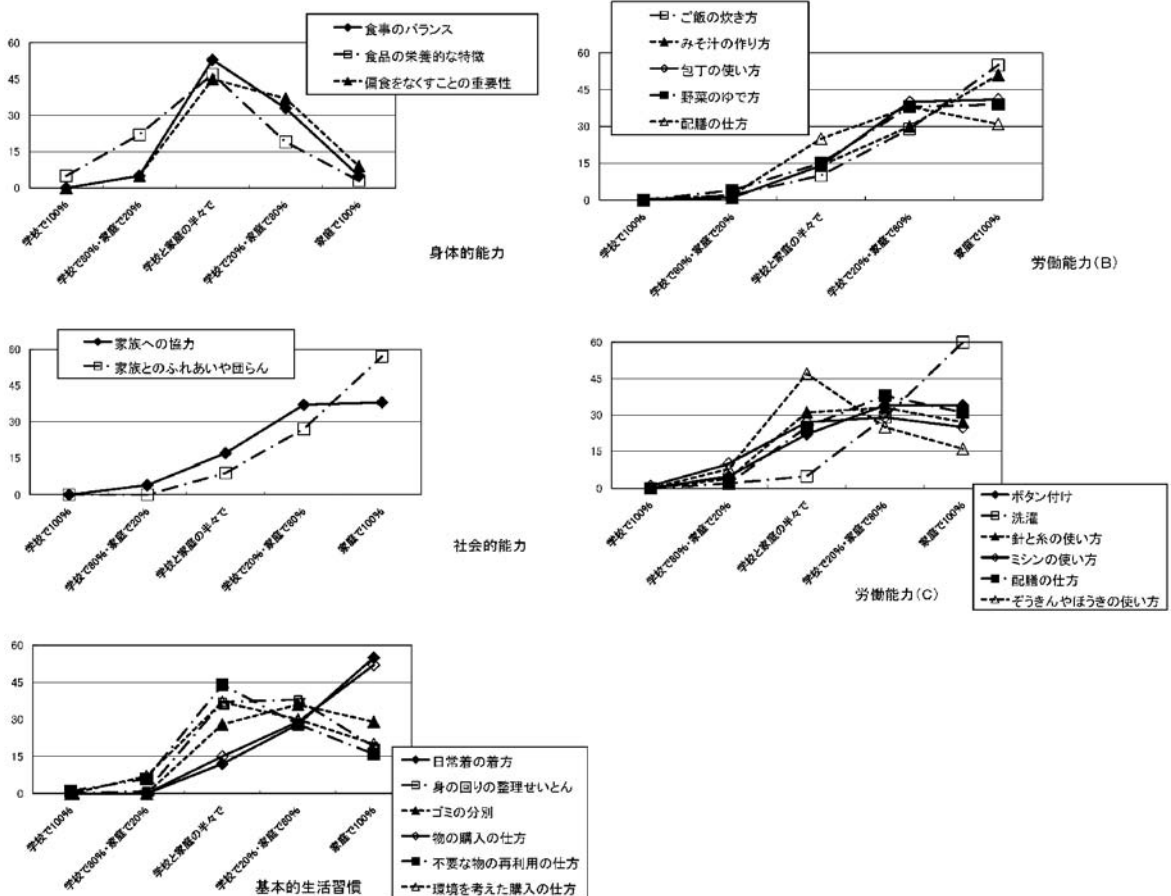 食事のバランス
食品の栄養的な特徴
偏食をなくすことの重要性
60
45
30
15
0
学校で100%
学校で80%・家庭で20%
学校と家庭の半々で
学校で20%・家庭で80%
家庭で100%
身体的能力
ご飯の炊き方
みそ汁の作り方
包丁の使い方
野菜のゆで方
配膳の仕方
60
45
30
15
0
学校で100%
学校で80%・家庭で20%
学校と家庭の半々で
学校で20%・家庭で80%
家庭で100%
労働能力(B)
家族への協力
家族とのふれあいや団らん
60
45
30
15
0
学校で100%
学校で80%・家庭で20%
学校と家庭の半々で
学校で20%・家庭で80%
家庭で100%
社会的能力
60
45
30
15
0
学校で100%
学校で80%・家庭で20%
学校と家庭の半々で
学校で20%・家庭で80%
家庭で100%
ボタン付け
洗濯
針と糸の使い方
ミシンの使い方
配膳の仕方
ぞうきんやほうきの使い方
労働能力(C)
60
45
30
15
0
学校で100%
学校で80%・家庭で20%
学校と家庭の半々で
学校で20%・家庭で80%
家庭で100%
日常着の着方
身の回りの整理せいとん
ゴミの分別
物の購入の仕方
不要な物の再利用の仕方
環境を考えた購入の仕方
基本的生活習慣